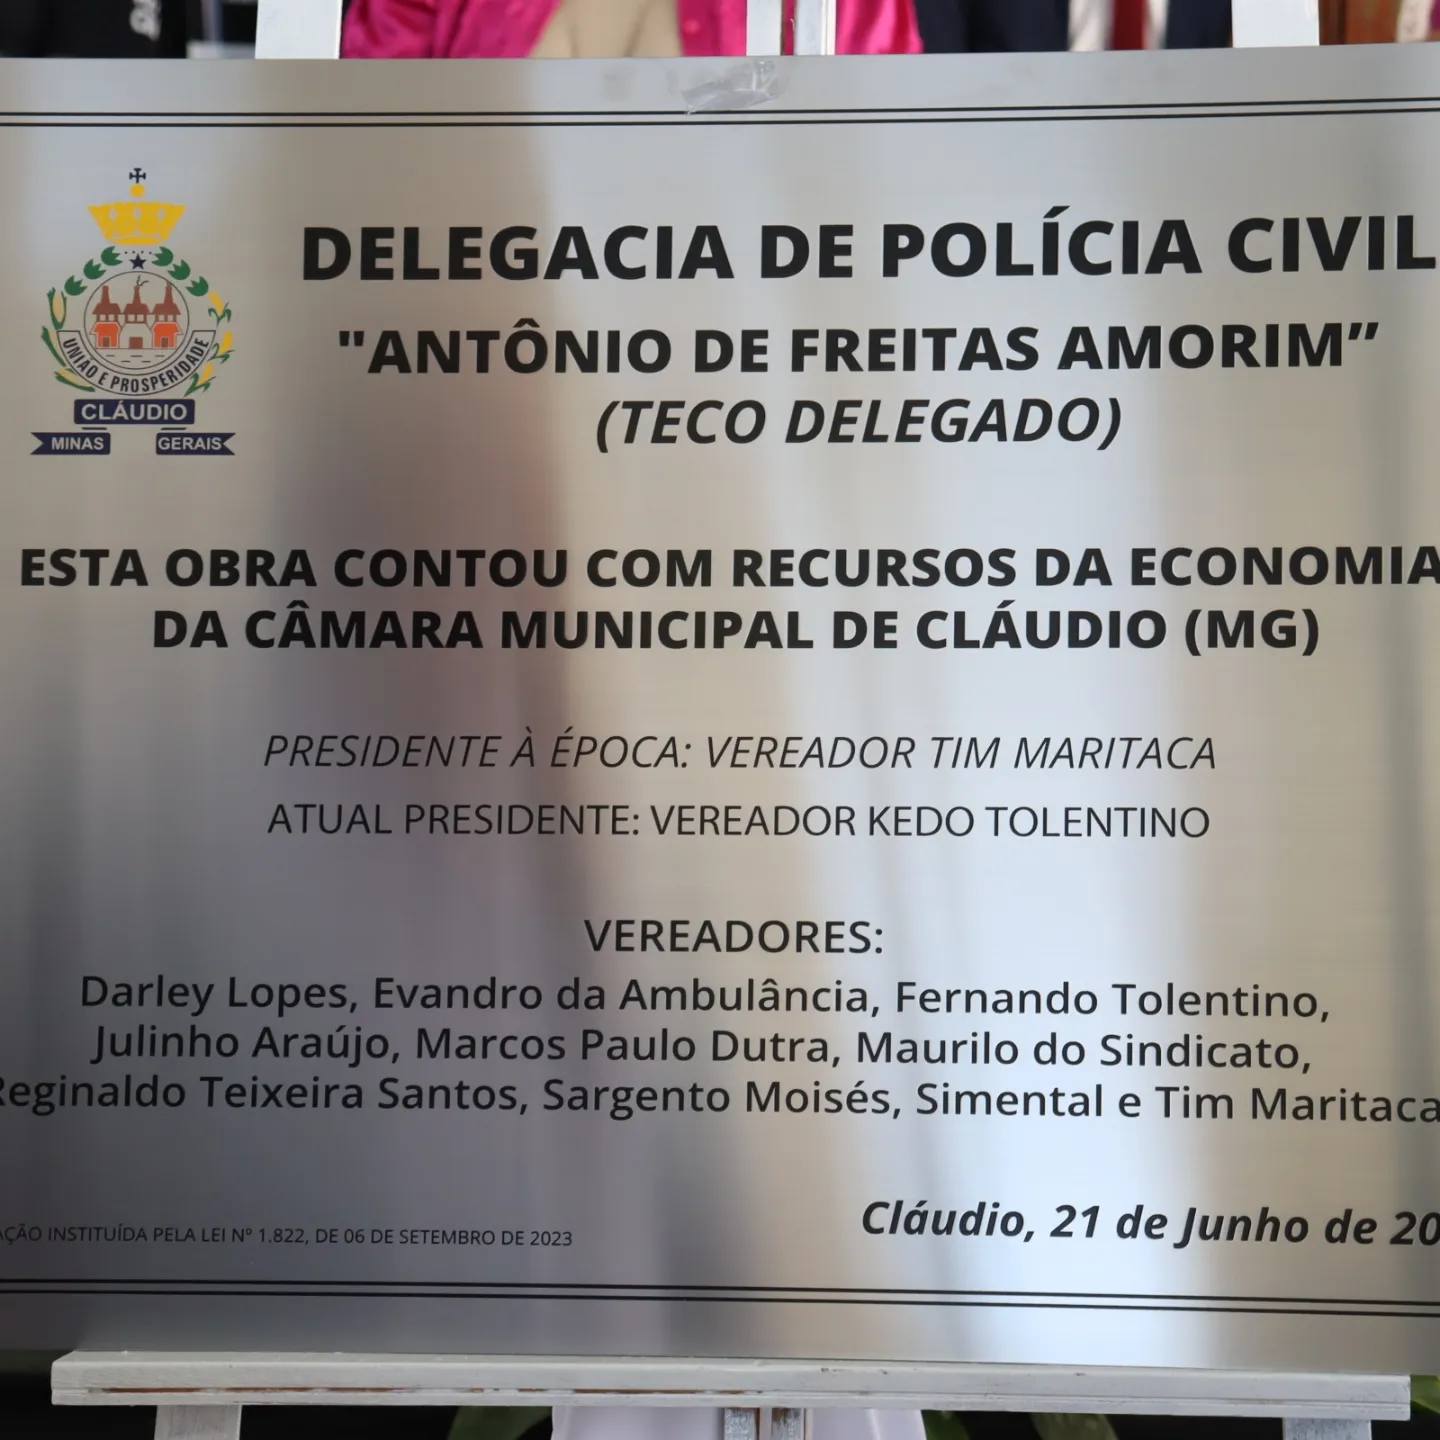 UNIÃO E PROSPERIDADE
CLÁUDIO
MINAS GERAIS
DELEGACIA DE POLÍCIA CIVIL
"ANTÔNIO DE FREITAS AMORIM”
(TECO DELEGADO)
ESTA OBRA CONTOU COM RECURSOS DA ECONOMIA
DA CÂMARA MUNICIPAL DE CLÁUDIO (MG)
PRESIDENTE À ÉPOCA: VEREADOR TIM MARITACA
ATUAL PRESIDENTE: VEREADOR KEDO TOLENTINO
VEREADORES:
Darley Lopes, Evandro da Ambulância, Fernando Tolentino,
Julinho Araújo, Marcos Paulo Dutra, Maurilo do Sindicato,
Reginaldo Teixeira Santos, Sargento Moisés, Simental e Tim Maritaca
Cláudio, 21 de Junho de 20
AÇÃO INSTITUÍDA PELA LEI Nº 1.822, DE 06 DE SETEMBRO DE 2023